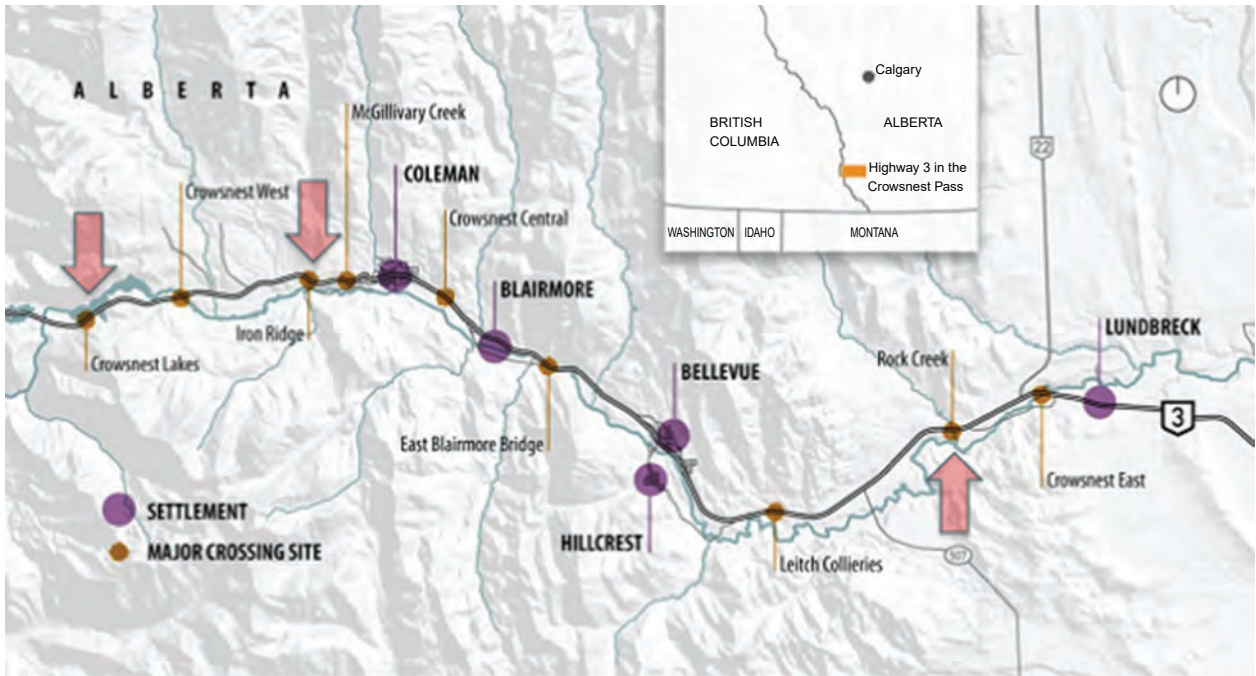 ALBERTA
McGillivary Creek
COLEMAN
Crowsnest West
Crowsnest Central
BLAIRMORE
Iron Ridge
Crowsnest Lakes
East Blairmore Bridge
BELLEVUE
HILLCREST
Leitch Collieries
Rock Creek
LUNDBRECK
Crowsnest East
22
3
507
SETTLEMENT
MAJOR CROSSING SITE
Calgary
BRITISH
COLUMBIA
ALBERTA
Highway 3 in the
Crowsnest Pass
WASHINGTON
IDAHO
MONTANA